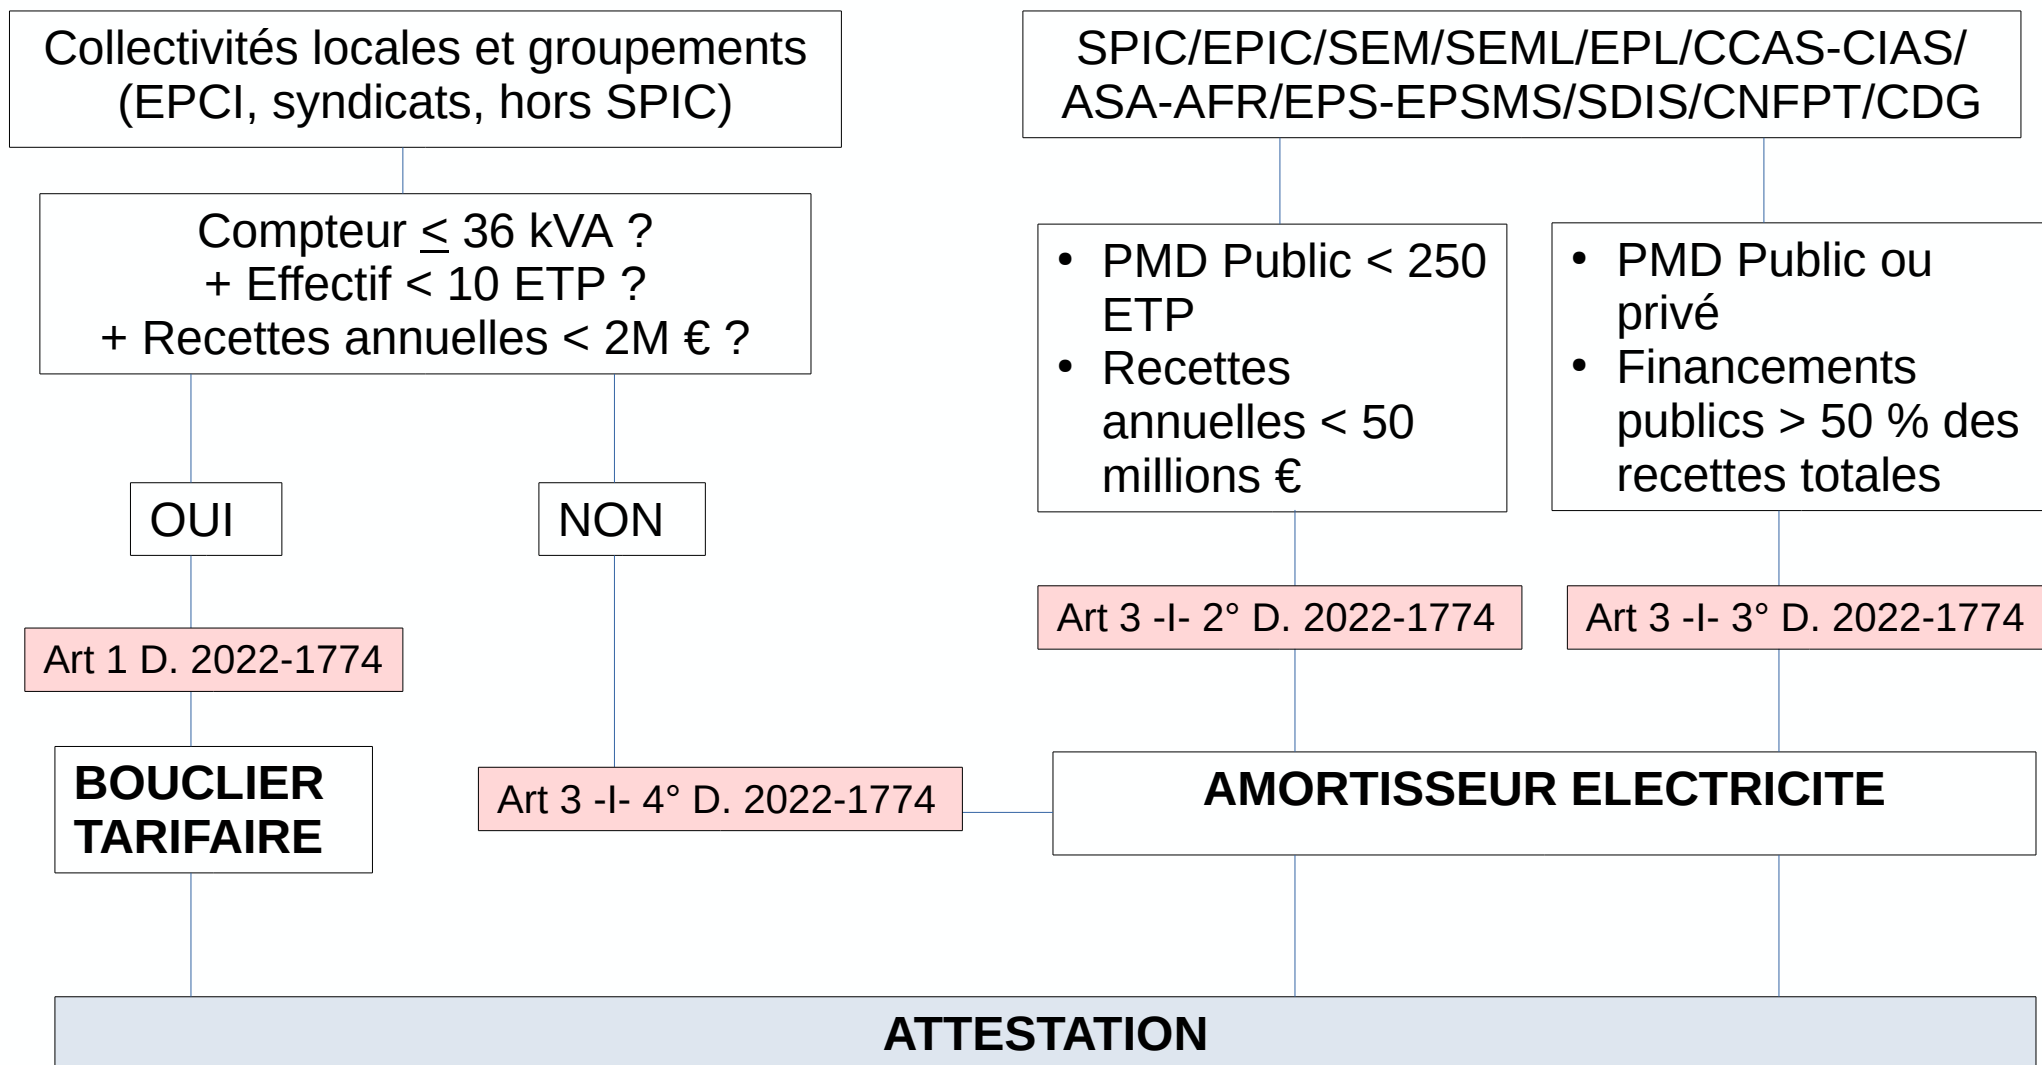 Collectivités locales et groupements
(EPCI, syndicats, hors SPIC)
SPIC/EPIC/SEM/SEML/EPL/CCAS-CIAS/
ASA-AFR/EPS-EPSMS/SDIS/CNFPT/CDG
Compteur ≤ 36 kVA ?
+ Effectif < 10 ETP ?
+ Recettes annuelles < 2M € ?
• PMD Public < 250
ETP
• Recettes
annuelles < 50
millions €
• PMD Public ou
privé
• Financements
publics > 50 % des
recettes totales
OUI
NON
Art 3 -I- 2° D. 2022-1774
Art 3 -I- 3° D. 2022-1774
Art 1 D. 2022-1774
BOUCLIER
TARIFAIRE
Art 3 -I- 4° D. 2022-1774
AMORTISSEUR ELECTRICITE
ATTESTATION